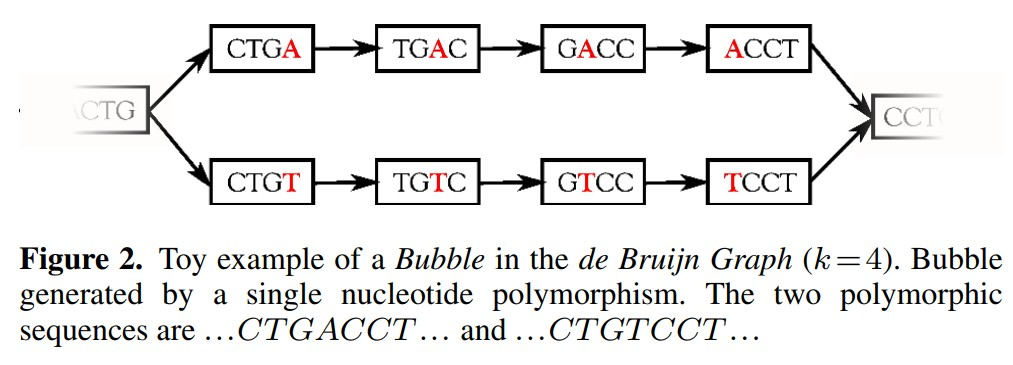 CTGA TGAC GACC ACCT
CTG CCT
CTGT TGTC GTCC TCCT
Figure 2. Toy example of a Bubble in the de Bruijn Graph (k=4). Bubble
generated by a single nucleotide polymorphism. The two polymorphic
sequences are ...CTGACCT... and ...CTGTCCT...